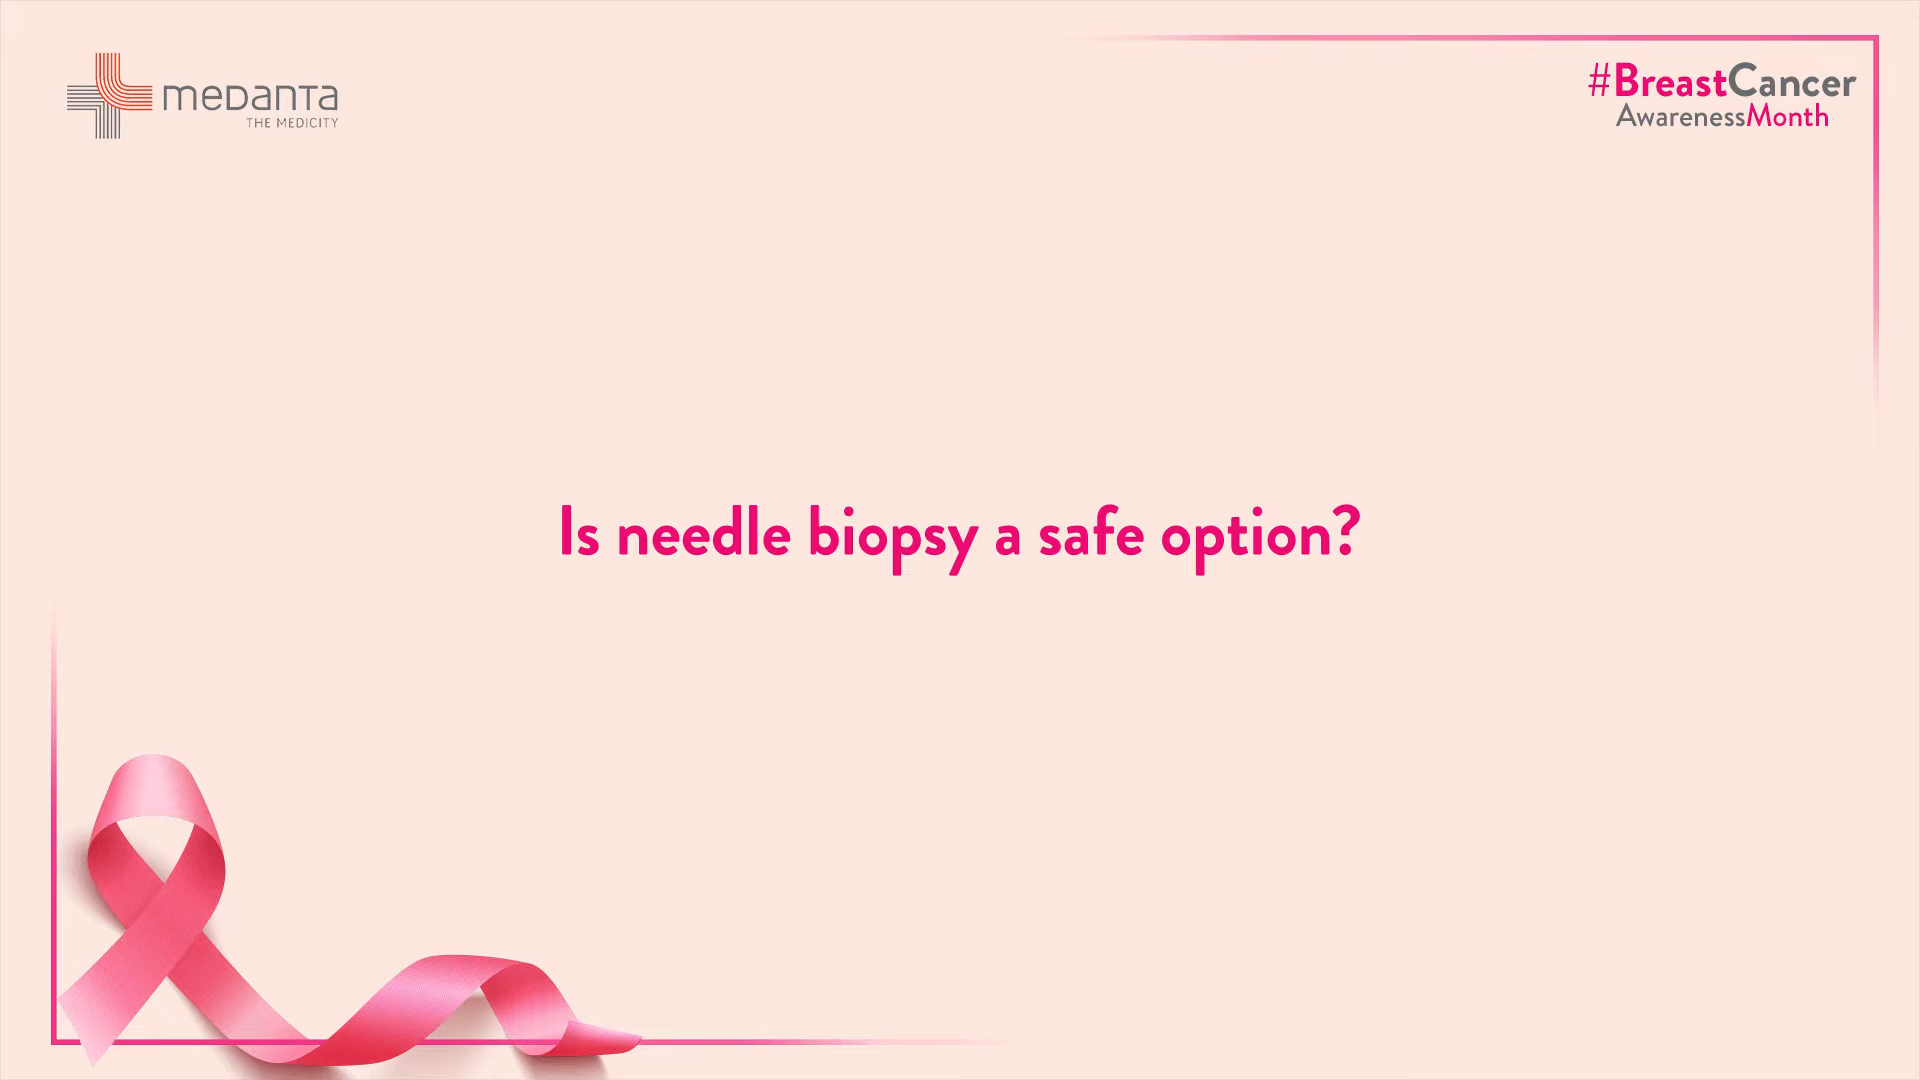 meDanTa
THE MEDICITY
#BreastCancer
AwarenessMonth
Is needle biopsy a safe option?